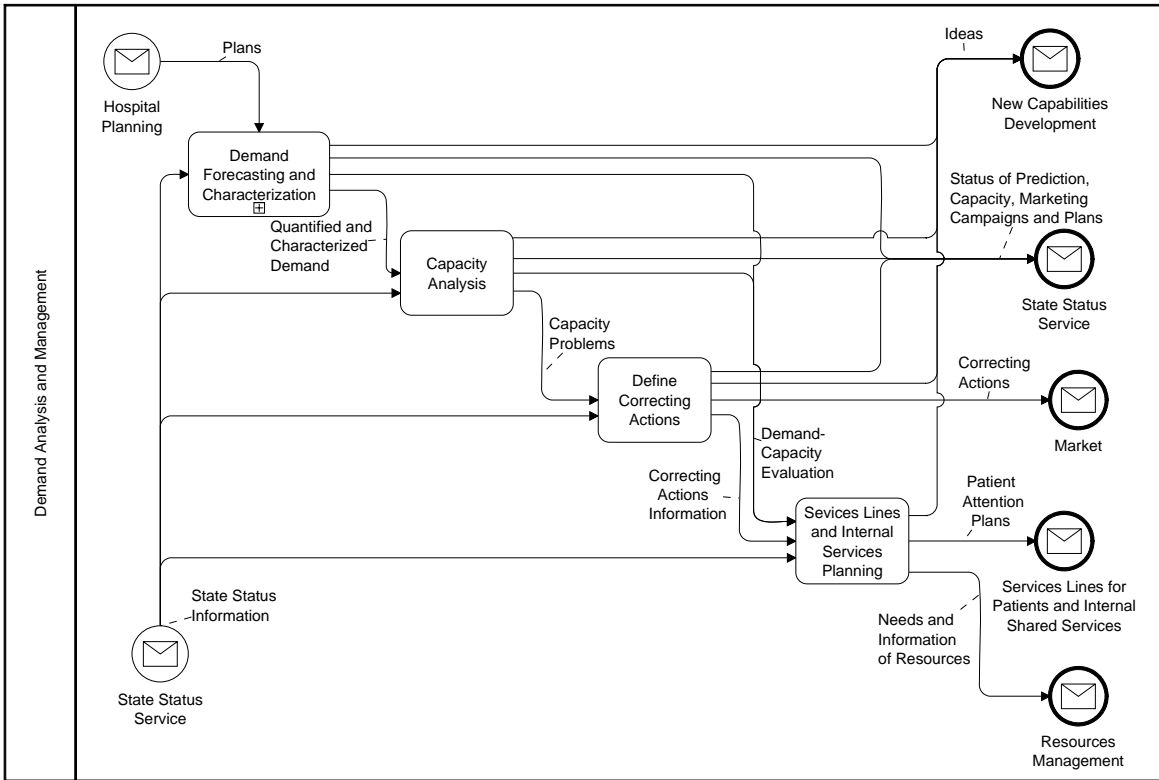 Demand Analysis and Management
Plans
Ideas
Hospital
Planning
New Capabilities
Development
Demand
Forecasting and
Characterization
Status of Prediction,
Capacity, Marketing
Campaigns and Plans
Quantified and
Characterized
Demand
Capacity
Analysis
State Status
Service
Capacity
Problems
Correcting
Actions
Define
Correcting
Actions
Market
Demand-
Capacity
Evaluation
Correcting
Actions
Information
Patient
Attention
Plans
Sevices Lines
and Internal
Services
Planning
State Status
Information
Services Lines for
Patients and Internal
Shared Services
Needs and
Information
of Resources
State Status
Service
Resources
Management